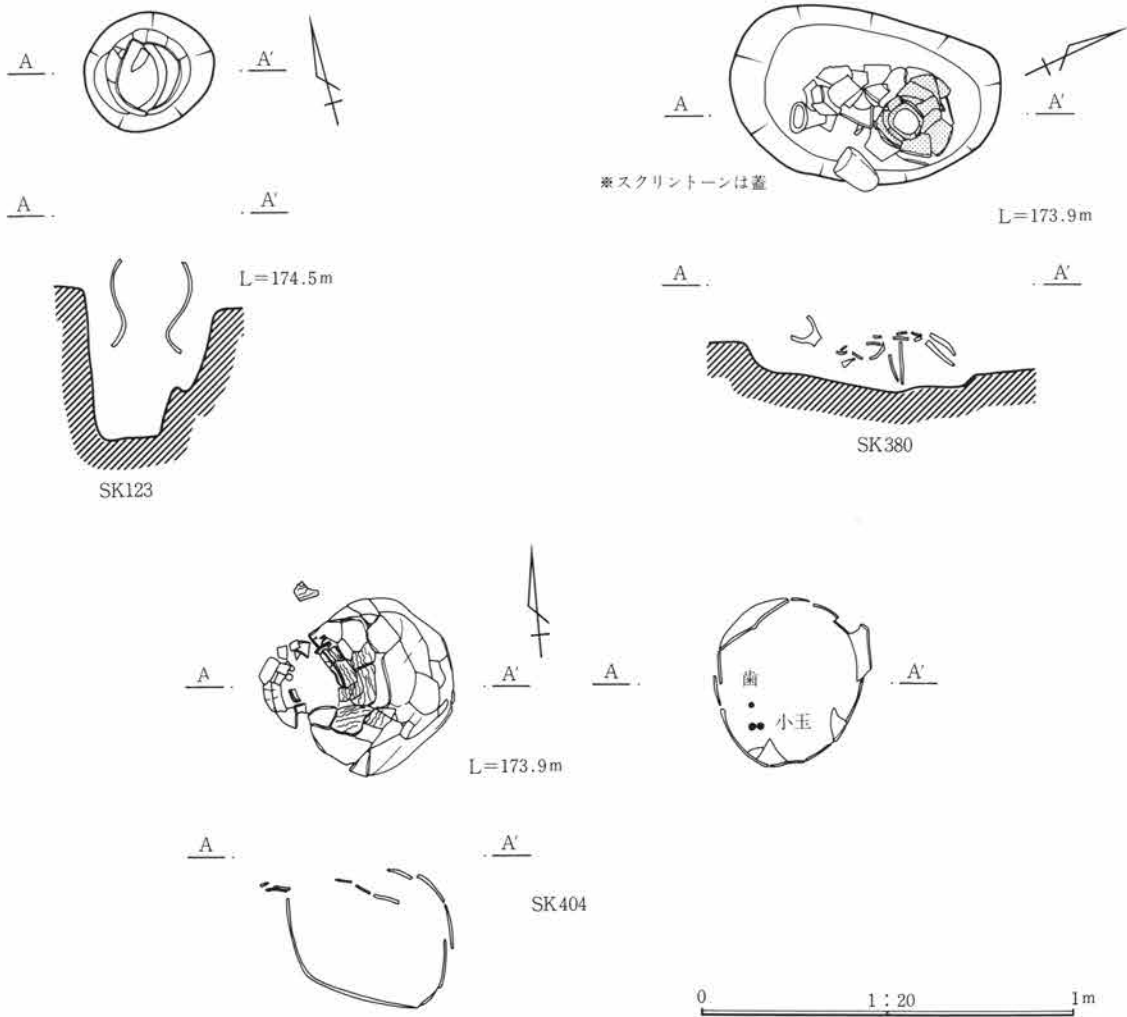 A A'
A A'
L=174.5m
SK123
A A'
※スクリントーンは蓋
L=173.9m
A A'
SK380
A A'
L=173.9m
A A'
歯
小玉
A A'
SK404
0 1:20 1m